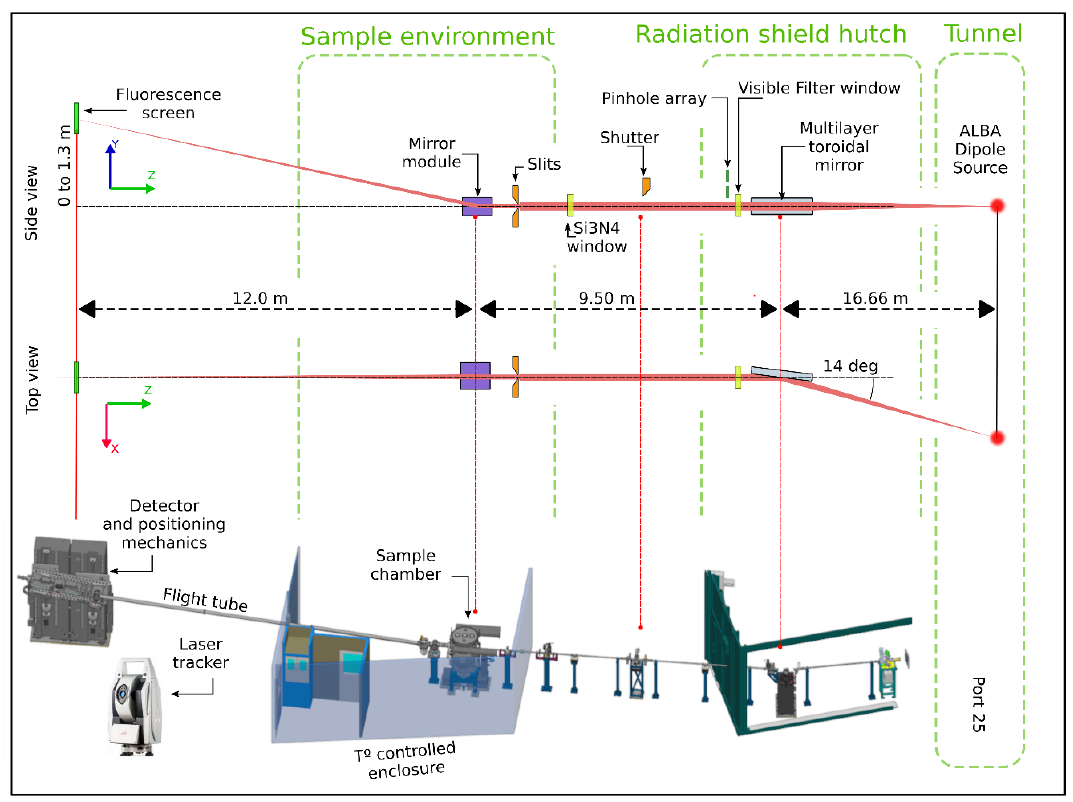 Sample environment
Radiation shield hutch
Tunnel
Fluorescence
screen
Mirror
module
Slits
Si3N4
window
Shutter
Pinhole array
Visible Filter window
Multilayer
toroidal
mirror
ALBA
Dipole
Source
Side view
0 to 1.3 m
Y
Z
12.0 m
9.50 m
16.66 m
Top view
Z
X
14 deg
Detector
and positioning
mechanics
Flight tube
Sample
chamber
Laser
tracker
Tº controlled
enclosure
Port 25